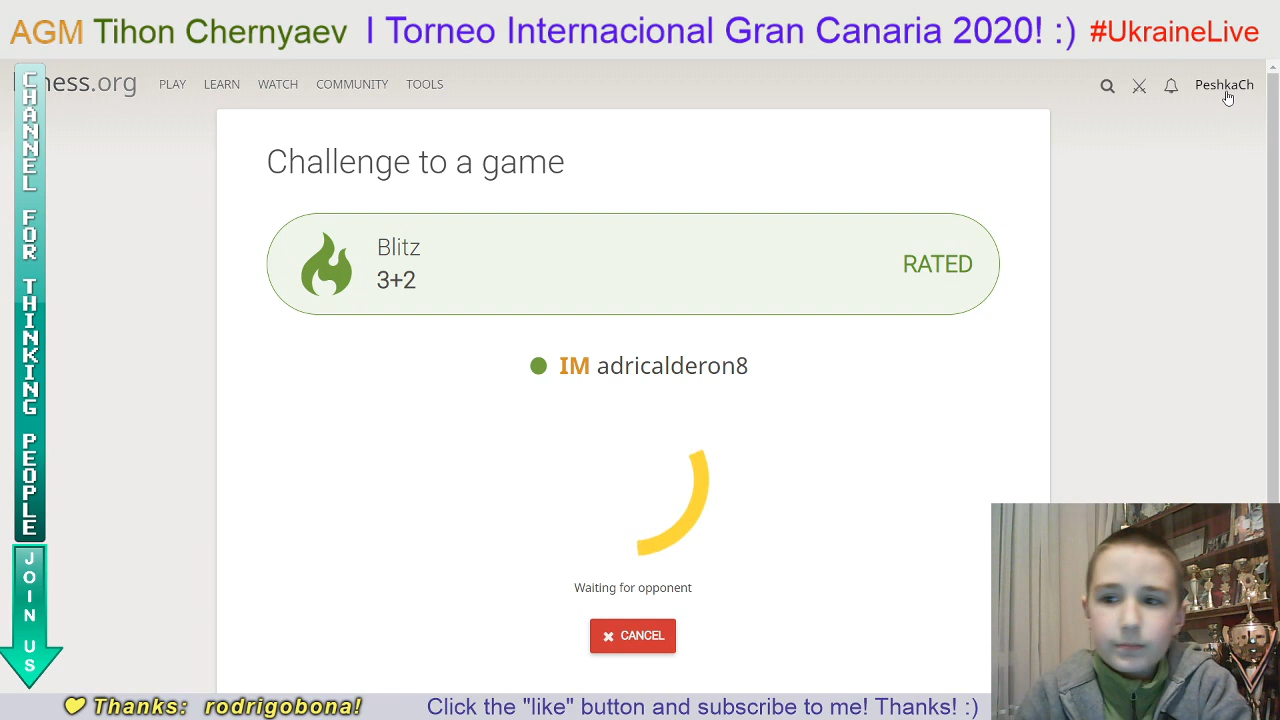 AGM Tihon Chernyaev I Torneo Internacional Gran Canaria 2020! :) #UkraineLive
hess.org PLAY LEARN WATCH COMMUNITY TOOLS PeshkaCh
CHANNEL FOR THINKING PEOPLE
JOIN US
Challenge to a game
Blitz
3+2
RATED
IM adricalderon8
Waiting for opponent
CANCEL
Thanks: rodrigobona! Click the "like" button and subscribe to me! Thanks! :)